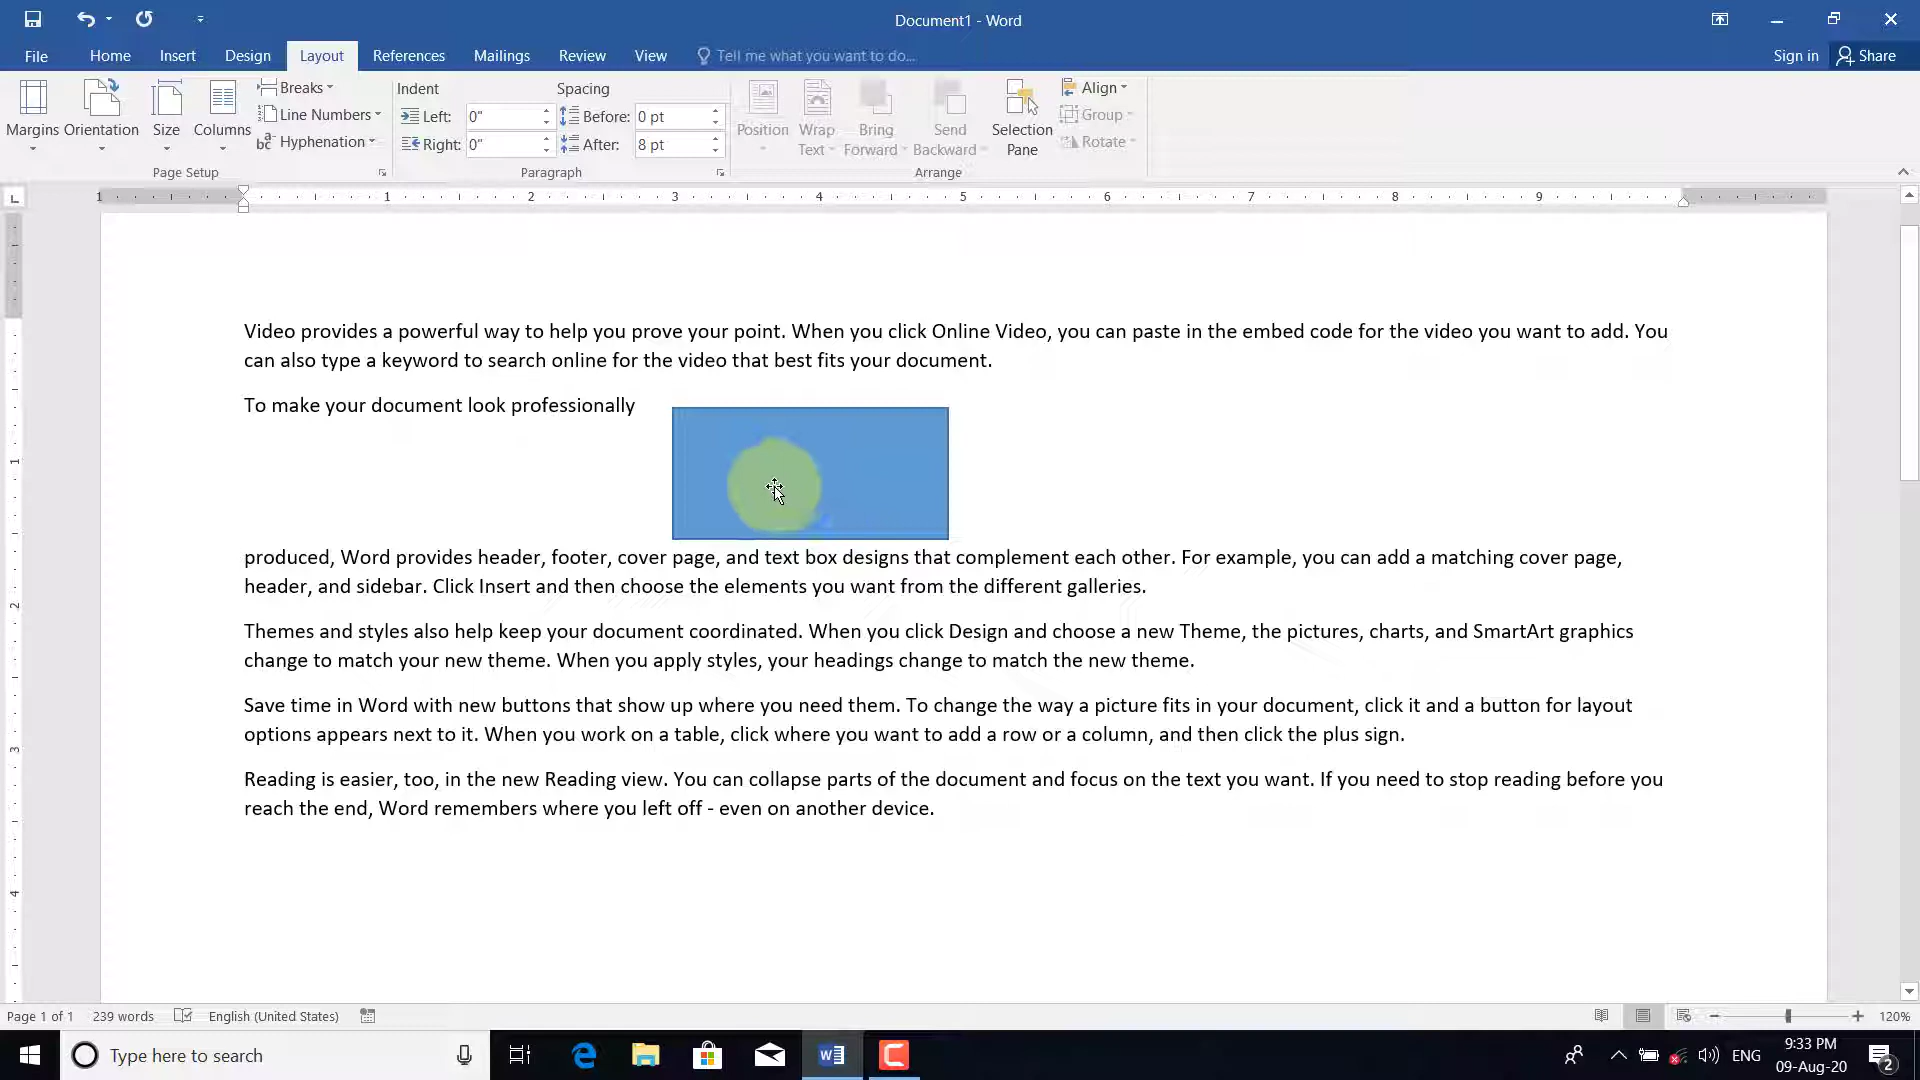 Document1 - Word
File Home Insert Design Layout References Mailings Review View Tell me what you want to do... Sign in Share
Margins Orientation Size Columns
Breaks
Line Numbers
Hyphenation
Page Setup
Indent Spacing
Left: 0" Before: 0 pt
Right: 0" After: 8 pt
Paragraph
Position Wrap Text Bring Forward Send Backward Selection Pane
Align
Group
Rotate
Arrange
1 1 2 3 4 5 6 7 8 9
Video provides a powerful way to help you prove your point. When you click Online Video, you can paste in the embed code for the video you want to add. You
can also type a keyword to search online for the video that best fits your document.
To make your document look professionally
produced, Word provides header, footer, cover page, and text box designs that complement each other. For example, you can add a matching cover page,
header, and sidebar. Click Insert and then choose the elements you want from the different galleries.
Themes and styles also help keep your document coordinated. When you click Design and choose a new Theme, the pictures, charts, and SmartArt graphics
change to match your new theme. When you apply styles, your headings change to match the new theme.
Save time in Word with new buttons that show up where you need them. To change the way a picture fits in your document, click it and a button for layout
options appears next to it. When you work on a table, click where you want to add a row or a column, and then click the plus sign.
Reading is easier, too, in the new Reading view. You can collapse parts of the document and focus on the text you want. If you need to stop reading before you
reach the end, Word remembers where you left off - even on another device.
1
2
3
4
Page 1 of 1 239 words English (United States) 120%
Type here to search
ENG
9:33 PM
09-Aug-20
2